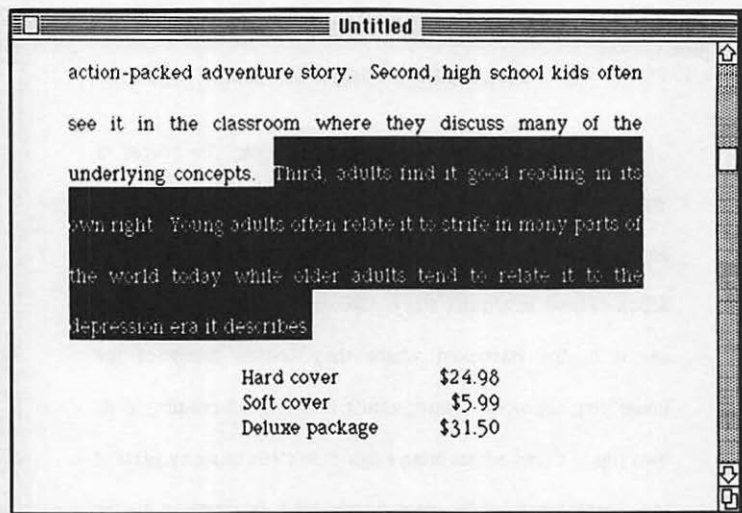 Untitled
action-packed adventure story. Second, high school kids often
see it in the classroom where they discuss many of the
underlying concepts. Third, adults find it good reading in its
own right. Young adults often relate it to strife in many parts of
the world today while older adults tend to relate it to the
depression era it describes.
Hard cover $24.98
Soft cover $5.99
Deluxe package $31.50